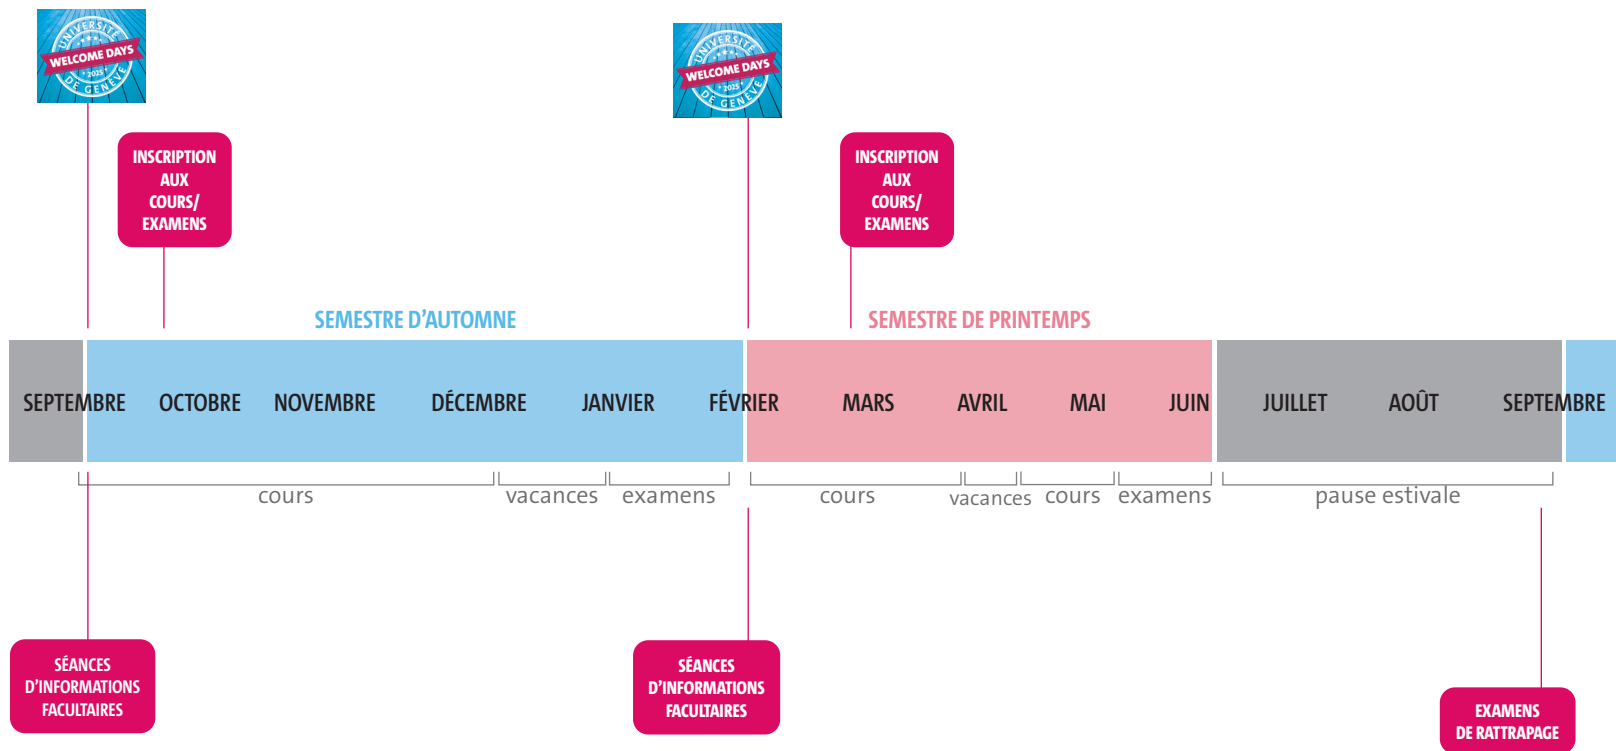 UNIVERSITÉ
WELCOME DAYS
2025
DE GENÈVE
UNIVERSITÉ
WELCOME DAYS
2025
DE GENÈVE
INSCRIPTION
AUX
COURS/
EXAMENS
INSCRIPTION
AUX
COURS/
EXAMENS
SEMESTRE D'AUTOMNE
SEMESTRE DE PRINTEMPS
SEPTEMBRE OCTOBRE NOVEMBRE DÉCEMBRE JANVIER FÉVRIER MARS AVRIL MAI JUIN JUILLET AOÛT SEPTEMBRE
cours vacances examens cours vacances cours examens pause estivale
SÉANCES
D'INFORMATIONS
FACULTAIRES
SÉANCES
D'INFORMATIONS
FACULTAIRES
EXAMENS
DE RATTRAPAGE